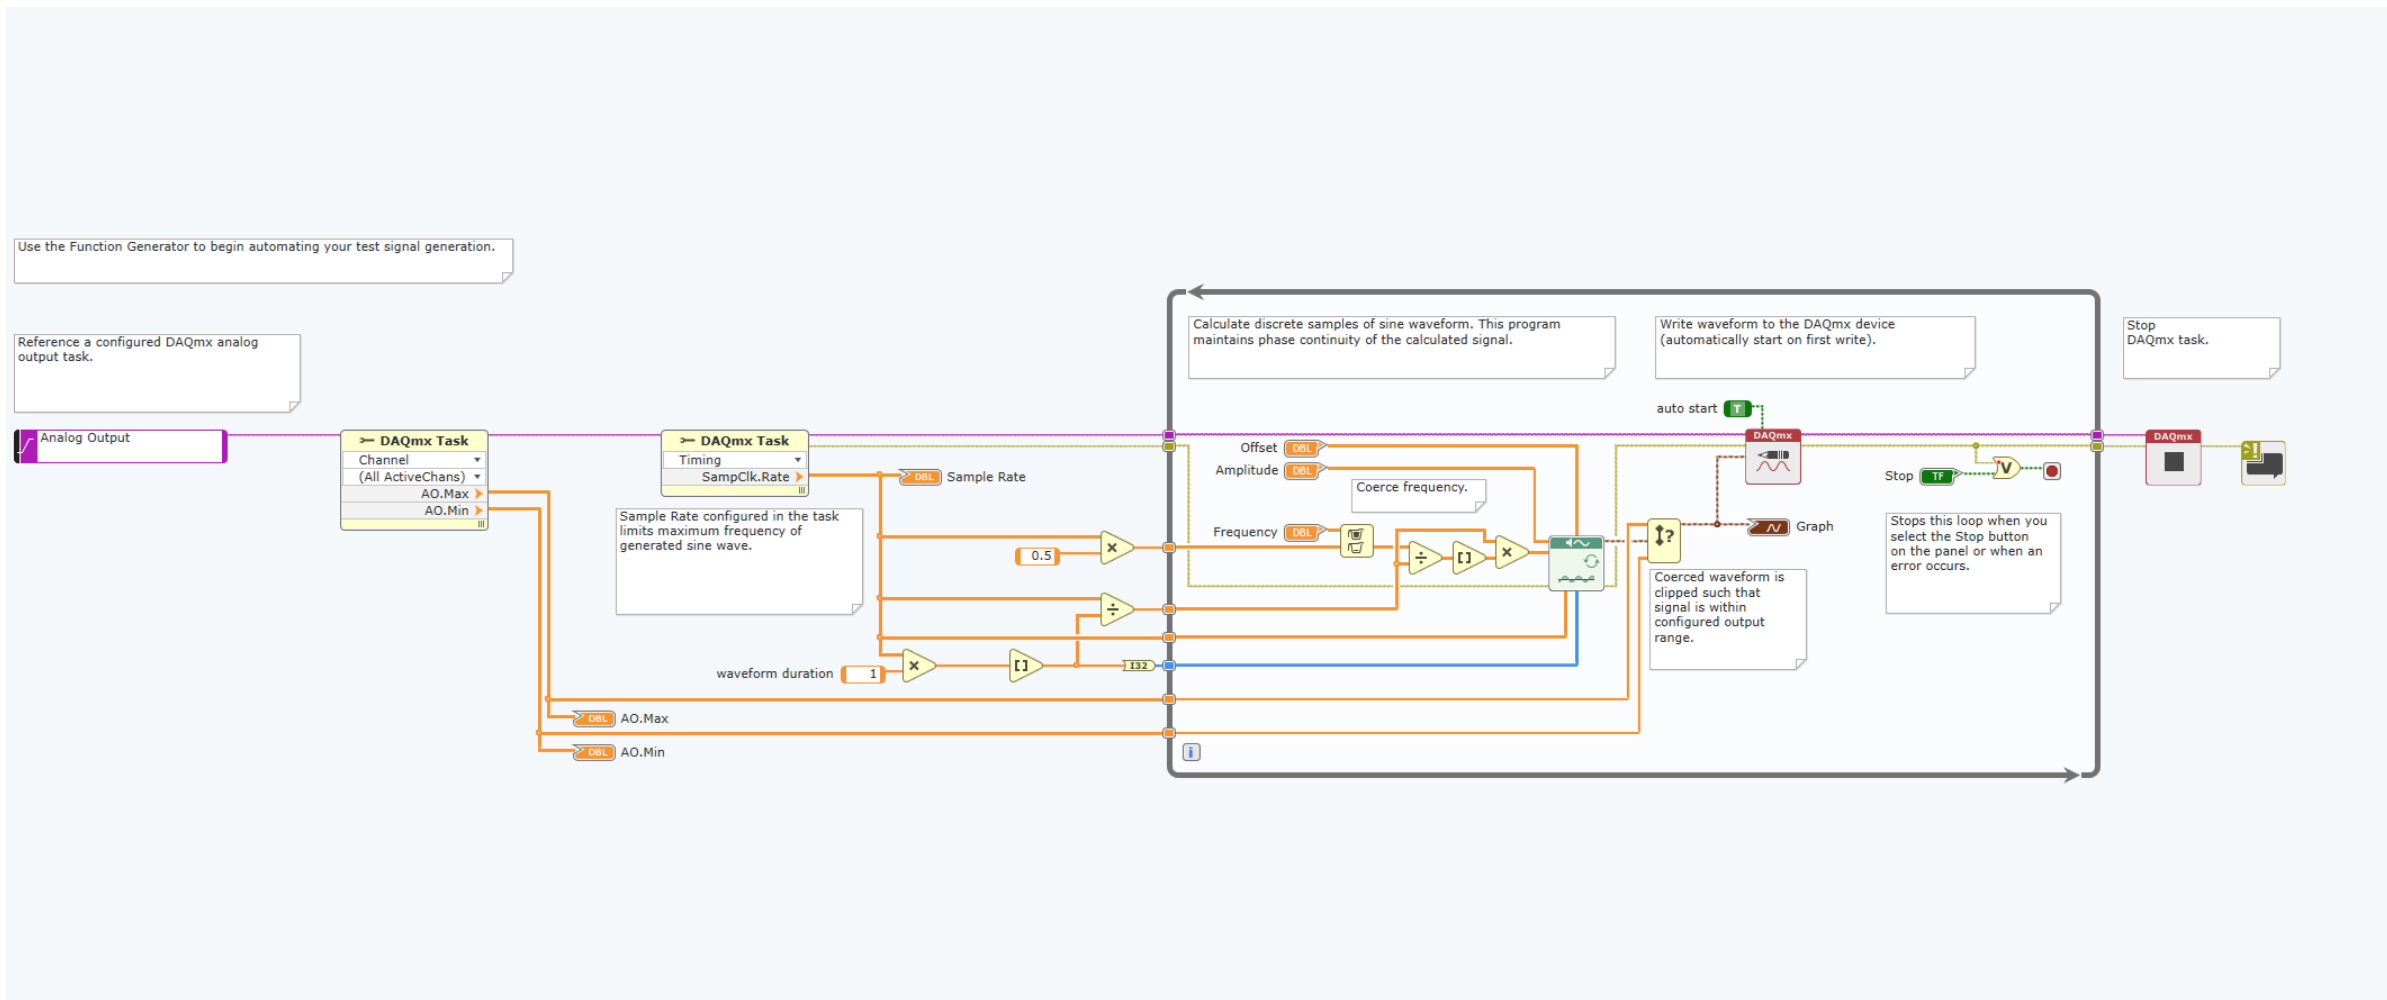 Use the Function Generator to begin automating your test signal generation.
Reference a configured DAQmx analog
output task.
Analog Output
DAQmx Task
Channel
(All ActiveChans)
AO.Max
AO.Min
DAQmx Task
Timing
SampClk.Rate
DBL Sample Rate
Sample Rate configured in the task
limits maximum frequency of
generated sine wave.
0.5
×
÷
waveform duration 1
×
[ ]
I32
DBL AO.Max
DBL AO.Min
Calculate discrete samples of sine waveform. This program
maintains phase continuity of the calculated signal.
Write waveform to the DAQmx device
(automatically start on first write).
auto start T
Offset DBL
Amplitude DBL
Coerce frequency.
Frequency DBL
÷
[ ]
×
DAQmx
?
Graph
Coerced waveform is
clipped such that
signal is within
configured output
range.
Stop TF
V
Stops this loop when you
select the Stop button
on the panel or when an
error occurs.
i
Stop
DAQmx task.
DAQmx
!